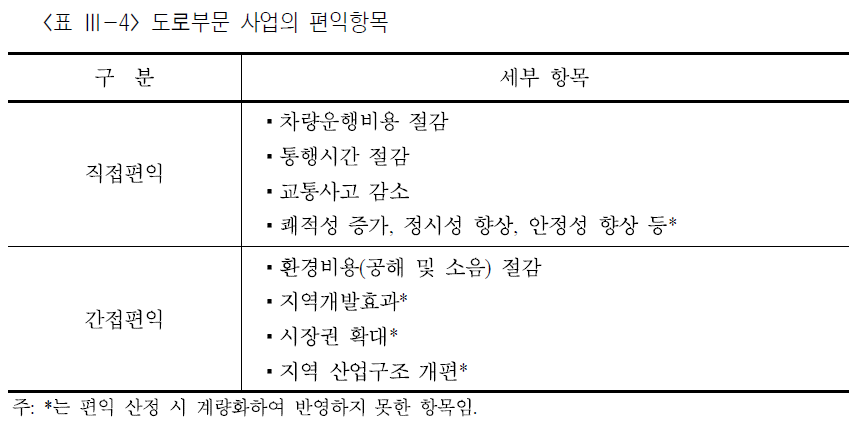 〈표 Ⅲ-4〉 도로부문 사업의 편익항목
구 분
세부 항목
직접편익
▪차량운행비용 절감
▪통행시간 절감
▪교통사고 감소
▪쾌적성 증가, 정시성 향상, 안정성 향상 등*
간접편익
▪환경비용(공해 및 소음) 절감
▪지역개발효과*
▪시장권 확대*
▪지역 산업구조 개편*
주: *는 편익 산정 시 계량화하여 반영하지 못한 항목임.